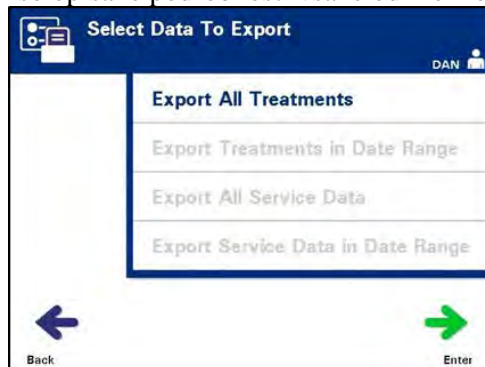 Select Data To Export
DAN
Export All Treatments
Export Treatments in Date Range
Export All Service Data
Export Service Data in Date Range
Back
Enter